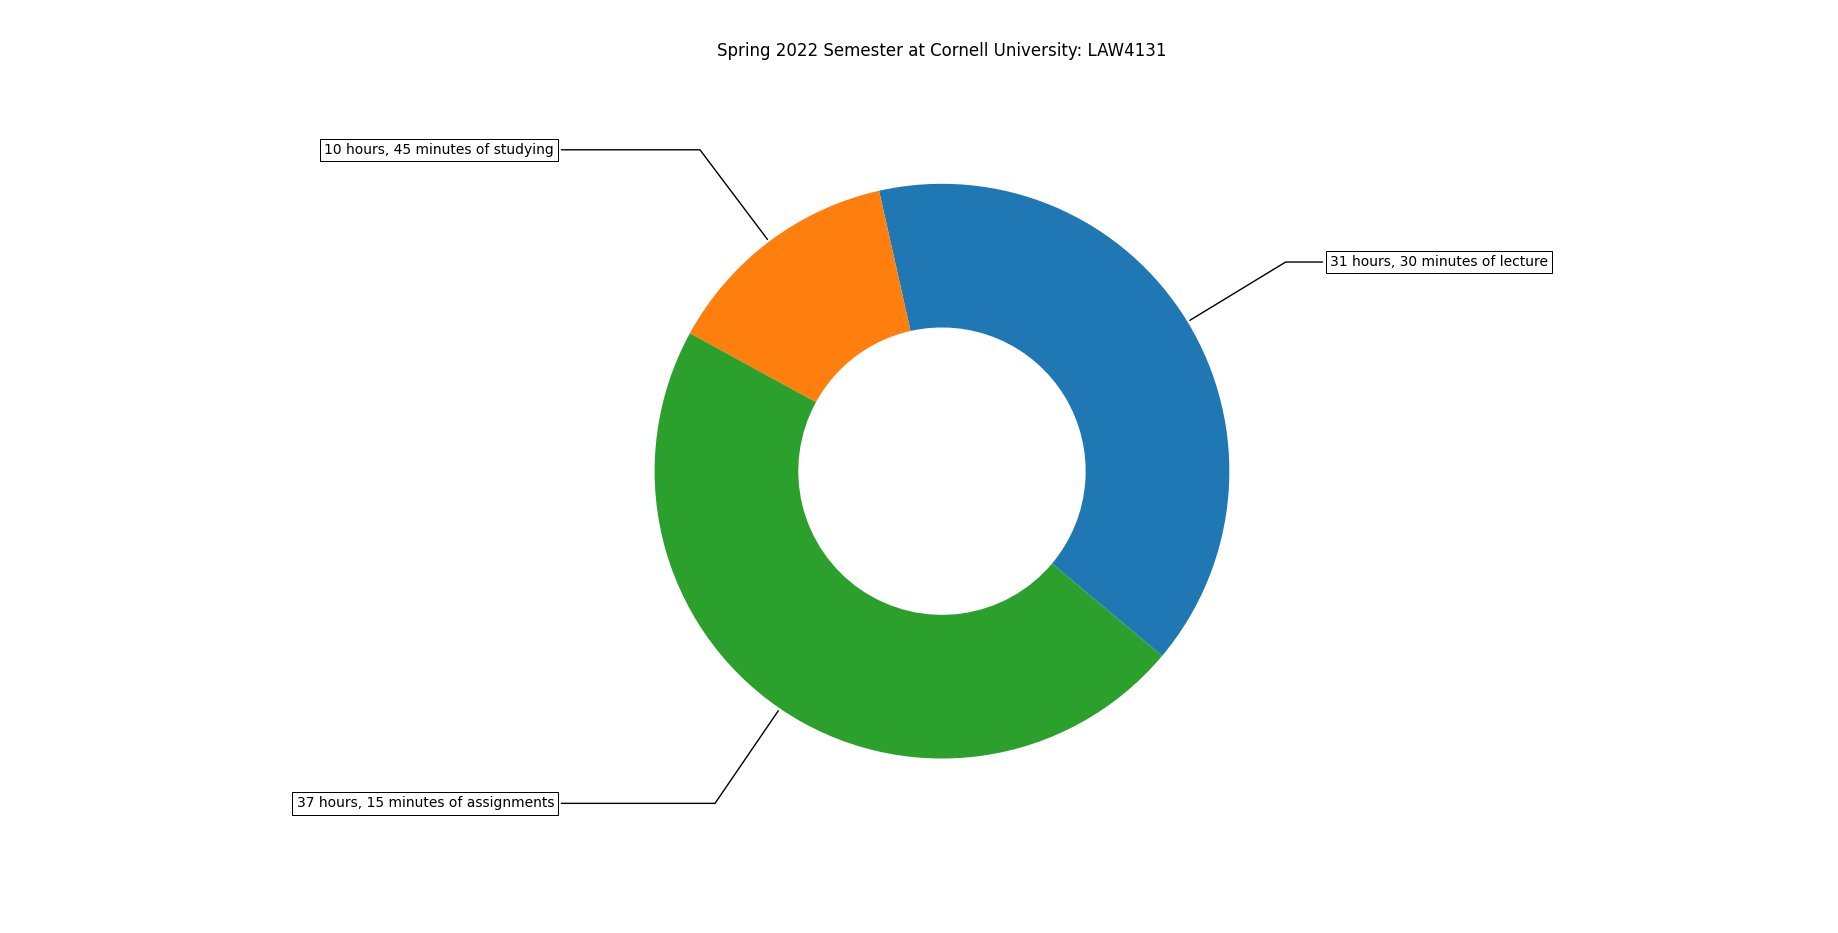 Spring 2022 Semester at Cornell University: LAW4131
10 hours, 45 minutes of studying
31 hours, 30 minutes of lecture
37 hours, 15 minutes of assignments